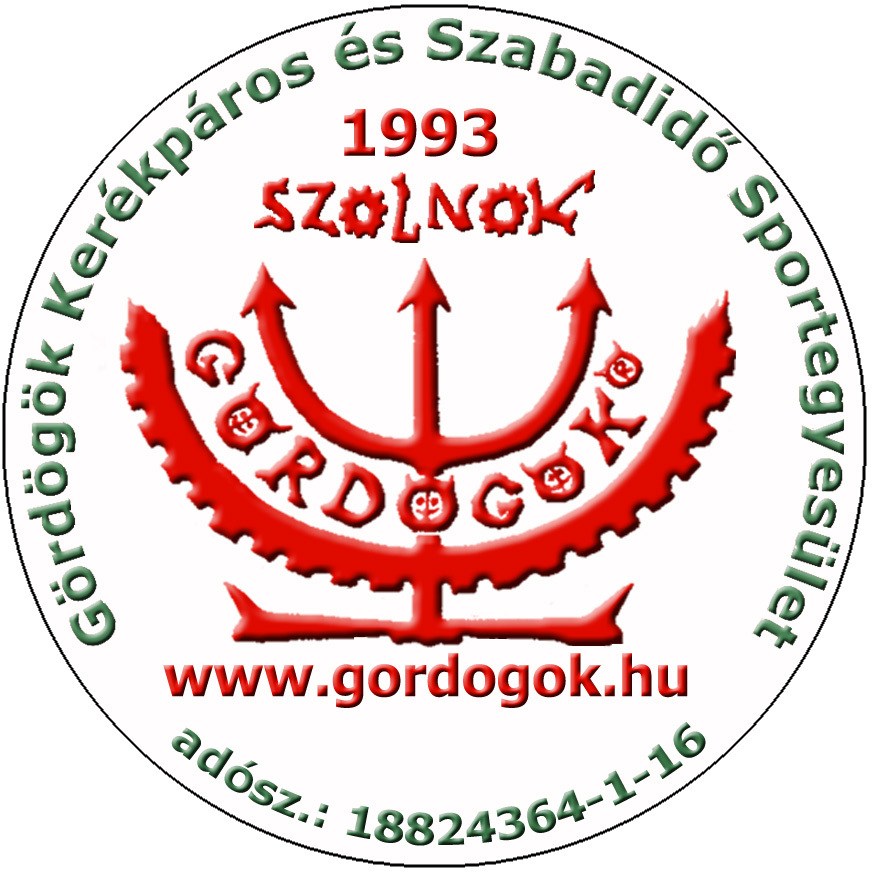 Gördögök Kerékpáros és Szabadidő Sportegyesület
1993
SZOLNOK
GÖRDÖGÖK ®
www.gordogok.hu
adósz.: 18824364-1-16